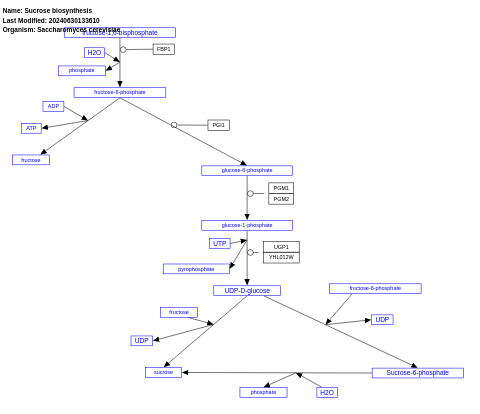 Name: Sucrose biosynthesis
Last Modified: 20240630133610
Organism: Saccharomyces cerevisiae
fructose-1,6-bisphosphate
H2O
FBP1
phosphate
fructose-6-phosphate
ADP
ATP
PGI1
fructose
glucose-6-phosphate
PGM1
PGM2
glucose-1-phosphate
UTP
UGP1
YHL012W
pyrophosphate
UDP-D-glucose
fructose-6-phosphate
fructose
UDP
UDP
sucrose
Sucrose-6-phosphate
phosphate
H2O